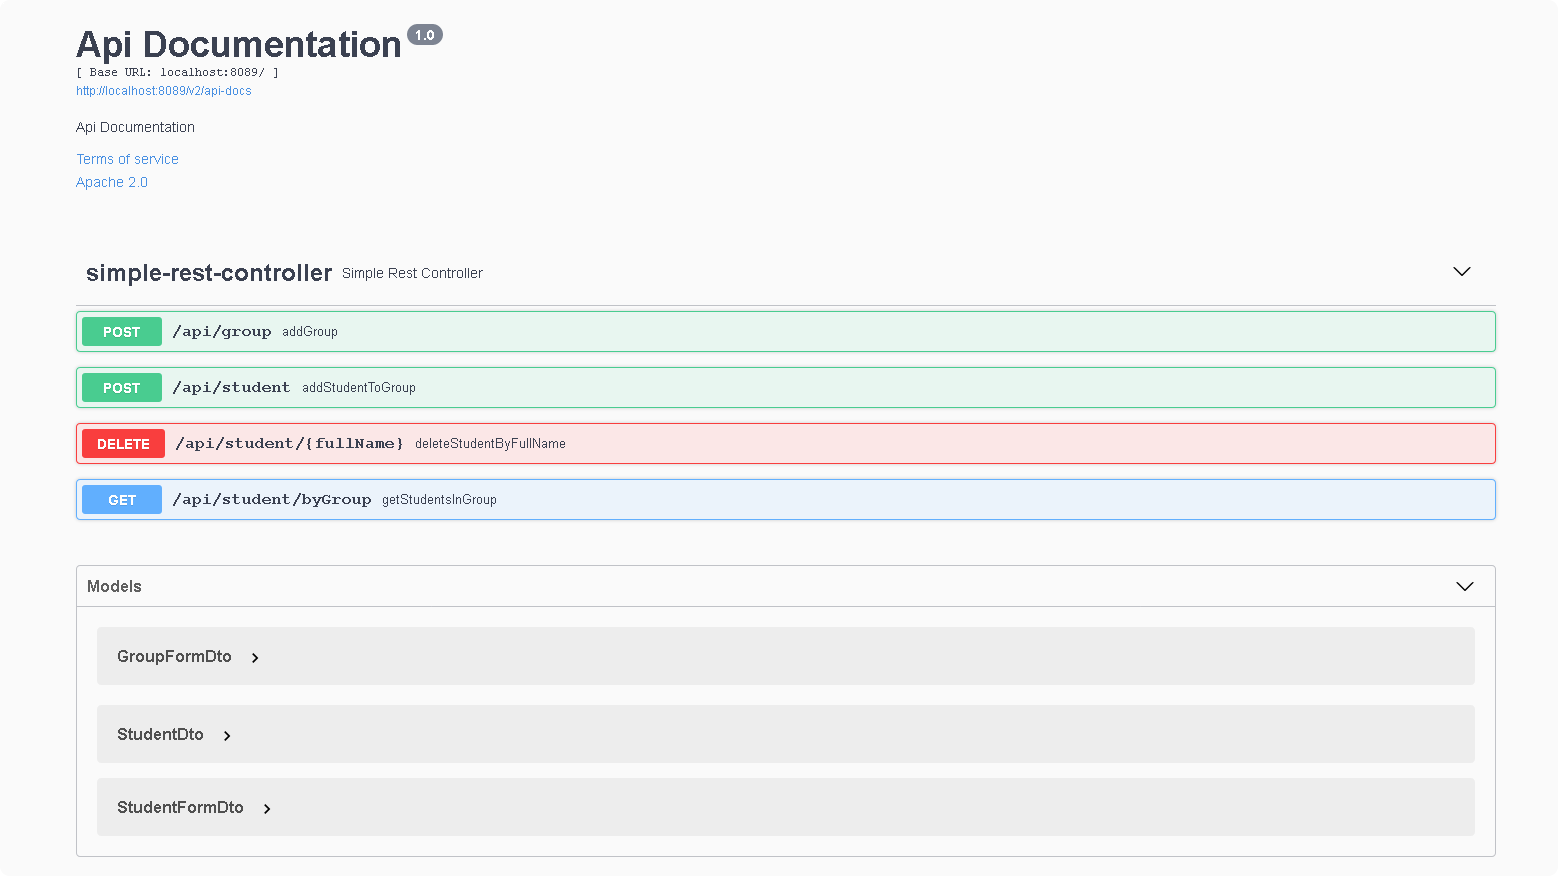 Api Documentation 1.0
[ Base URL: localhost:8089/ ]
http://localhost:8089/v2/api-docs
Api Documentation
Terms of service
Apache 2.0
simple-rest-controller Simple Rest Controller
POST /api/group addGroup
POST /api/student addStudentToGroup
DELETE /api/student/{fullName} deleteStudentByFullName
GET /api/student/byGroup getStudentsInGroup
Models
GroupFormDto
StudentDto
StudentFormDto